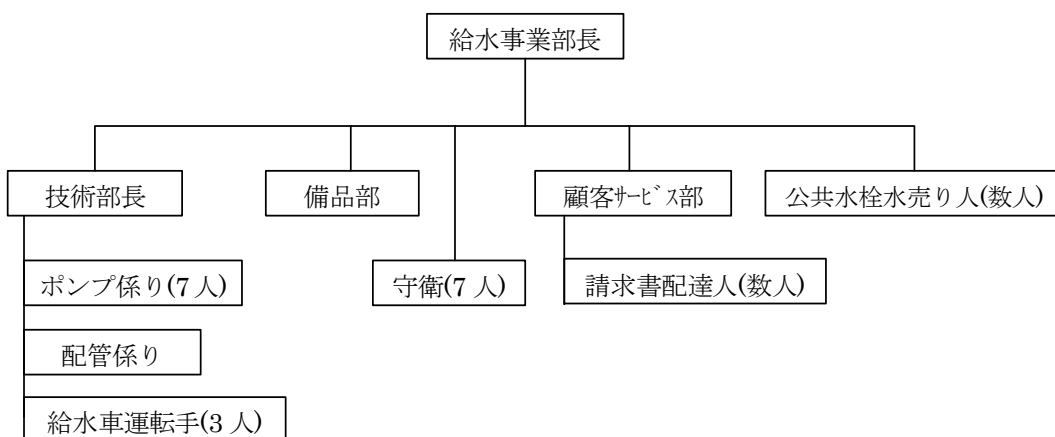 給水事業部長
技術部長
備品部
顧客ｻｰﾋﾞｽ部
公共水栓水売り人(数人)
ポンプ係り(7人)
守衛(7人)
請求書配達人(数人)
配管係り
給水車運転手(3人)